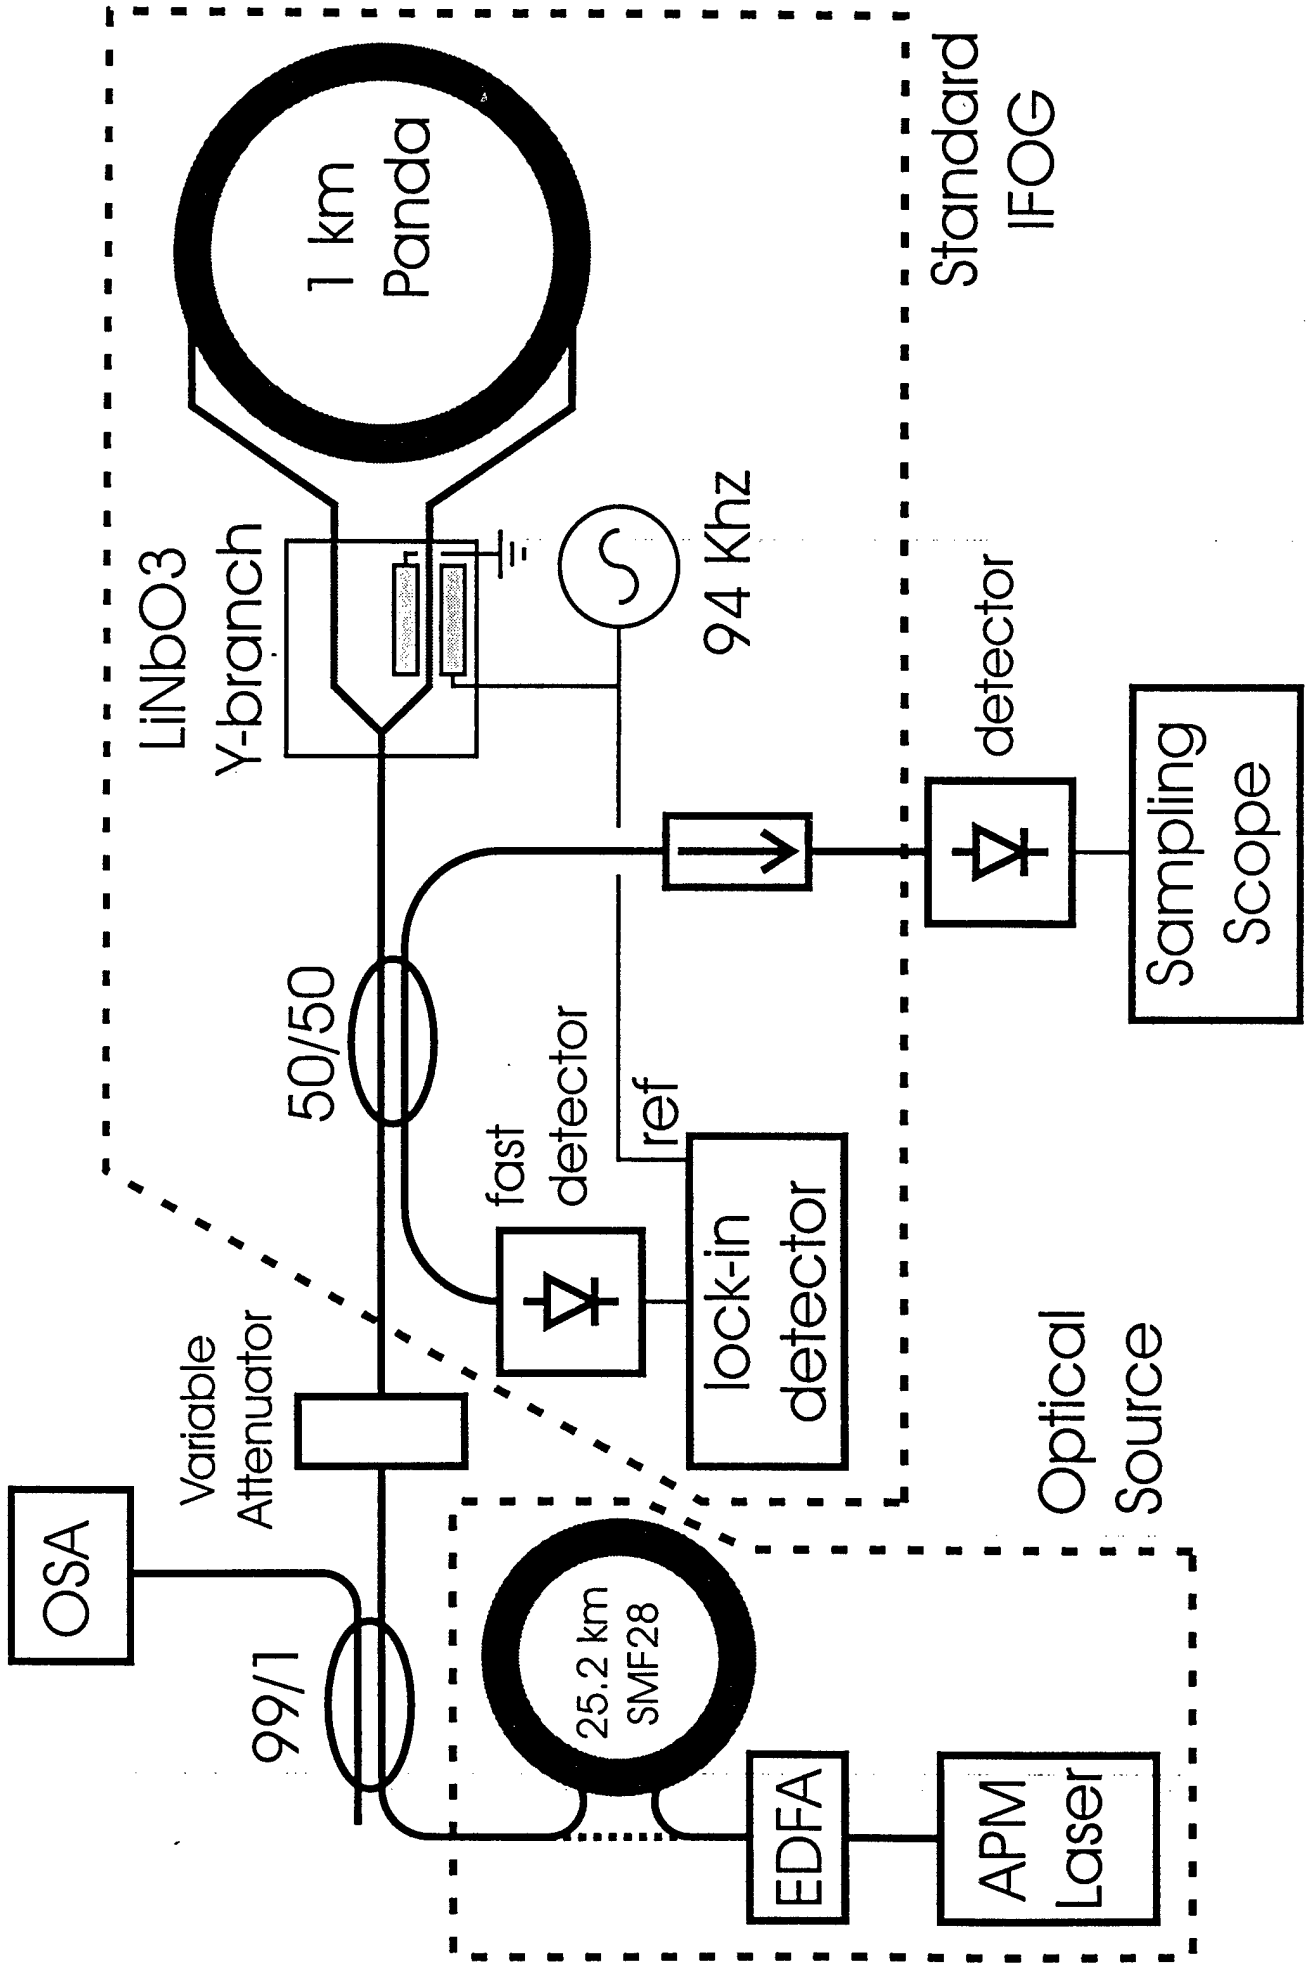 OSA
99/1
Variable
Attenuator
50/50
LiNbO3
Y-branch
1 km
Panda
25.2 km
SMF28
EDFA
APM
Laser
Optical
Source
fast
detector
lock-in
detector
ref
94 Khz
detector
Sampling
Scope
Standard
IFOG